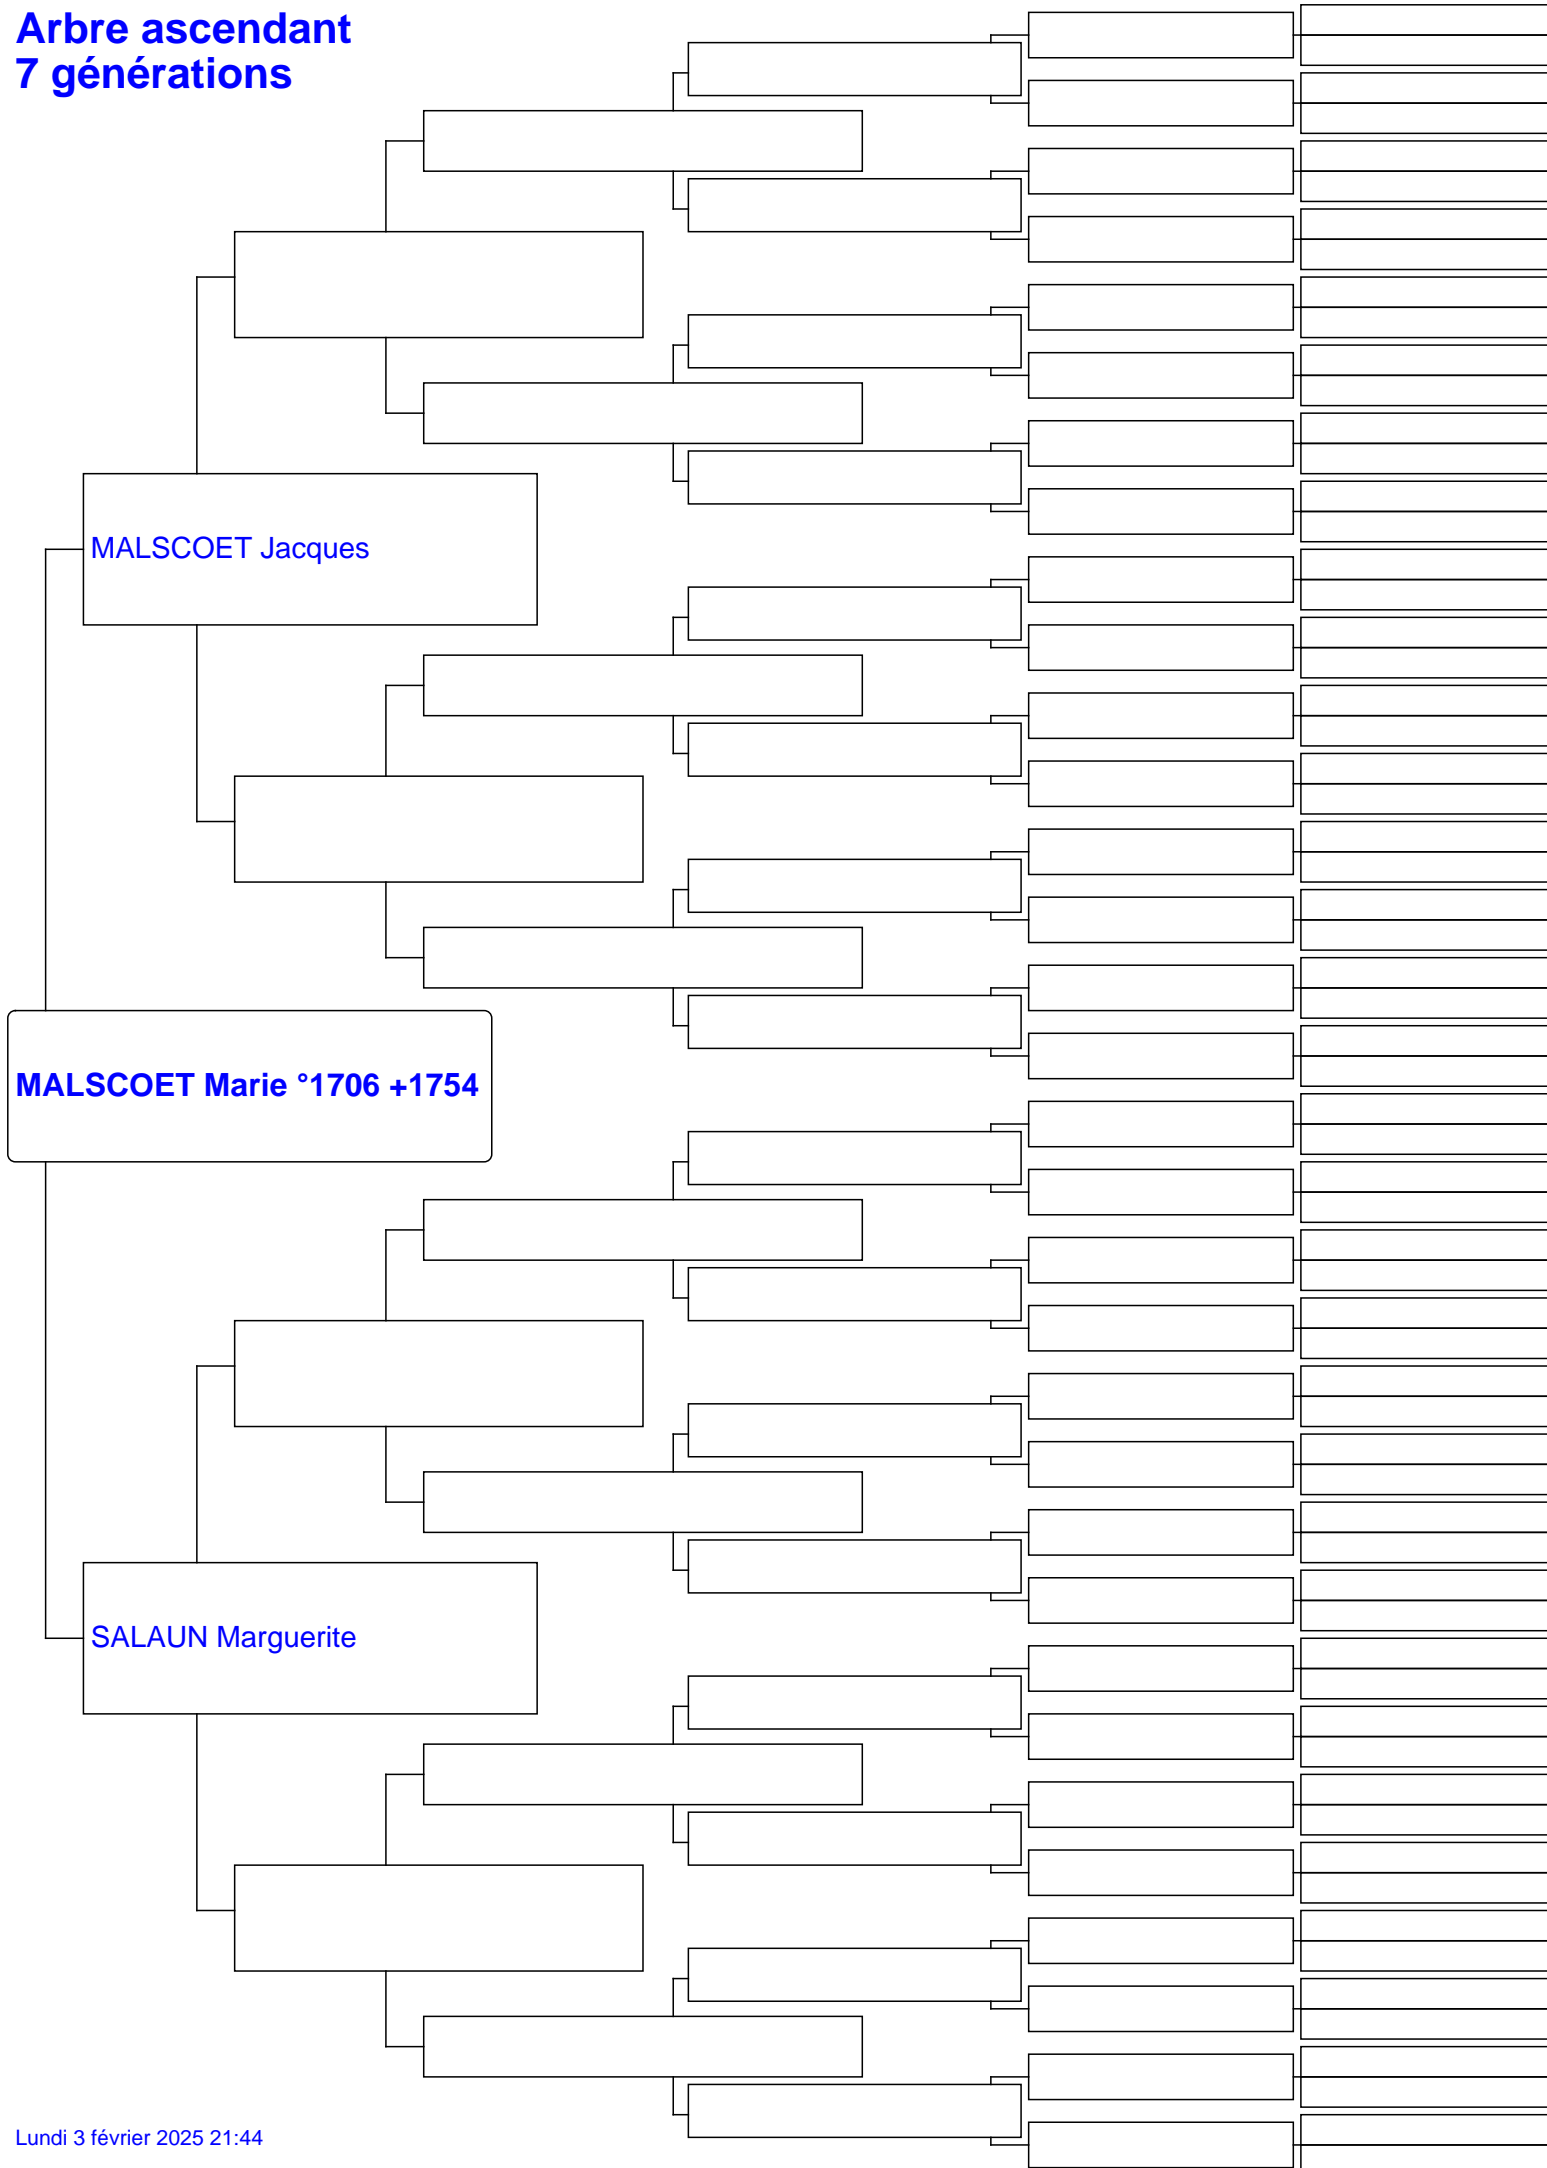 Arbre ascendant
7 générations
MALSCOET Jacques
MALSCOET Marie °1706 +1754
SALAUN Marguerite
Lundi 3 février 2025 21:44